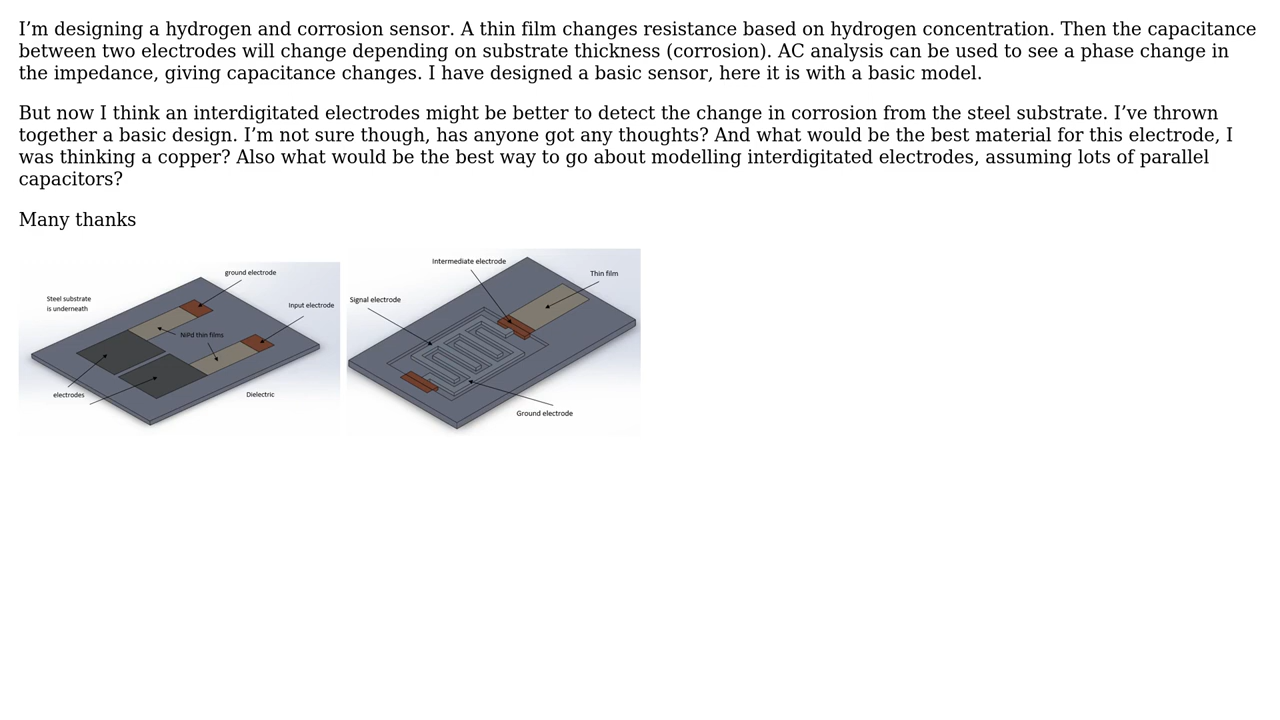 I’m designing a hydrogen and corrosion sensor. A thin film changes resistance based on hydrogen concentration. Then the capacitance
between two electrodes will change depending on substrate thickness (corrosion). AC analysis can be used to see a phase change in
the impedance, giving capacitance changes. I have designed a basic sensor, here it is with a basic model.
But now I think an interdigitated electrodes might be better to detect the change in corrosion from the steel substrate. I’ve thrown
together a basic design. I’m not sure though, has anyone got any thoughts? And what would be the best material for this electrode, I
was thinking a copper? Also what would be the best way to go about modelling interdigitated electrodes, assuming lots of parallel
capacitors?
Many thanks
ground electrode
Steel substrate
is underneath
Input electrode
NiPd thin films
electrodes
Dielectric
Intermediate electrode
Thin film
Signal electrode
Ground electrode